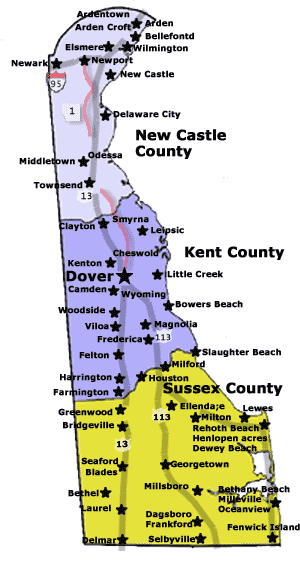 Ardentown
Arden
Arden Croft
Bellefontd
Elsmere
Wilmington
Newark
Newport
95
New Castle
1
Delaware City
New Castle
County
Odessa
Middletown
Townsend
13
Smyrna
Clayton
Leipsic
Cheswold
Kent County
Kenton
Dover
Little Creek
Camden
Wyoming
Bowers Beach
Woodside
Viloa
Magnolia
Frederica
113
Felton
Slaughter Beach
Milford
Harrington
Houston
Sussex County
Farmington
Ellenda;e
Greenwood
Lewes
113
Milton
Bridgeville
Rehoth Beach
Henlopen acres
13
Dewey Beach
Seaford
Georgetown
Blades
Millsboro
Bethany Beach
Bethel
Milleville
Laurel
Oceanview
Dagsboro
Frankford
Fenwick Island
Delmar
Selbyville